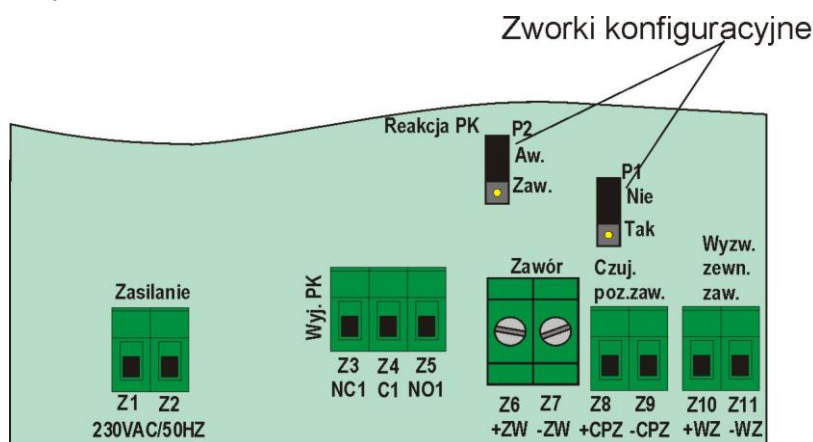 Zworki konfiguracyjne
Reakcja PK
P2
Aw.
Zaw.
P1
Nie
Tak
Zasilanie
Z1 Z2
230VAC/50HZ
Wyj. PK
Z3 Z4 Z5
NC1 C1 NO1
Zawór
Z6 Z7
+ZW -ZW
Czuj.
poz.zaw.
Z8 Z9
+CPZ -CPZ
Wyzw.
zewn.
zaw.
Z10 Z11
+WZ -WZ